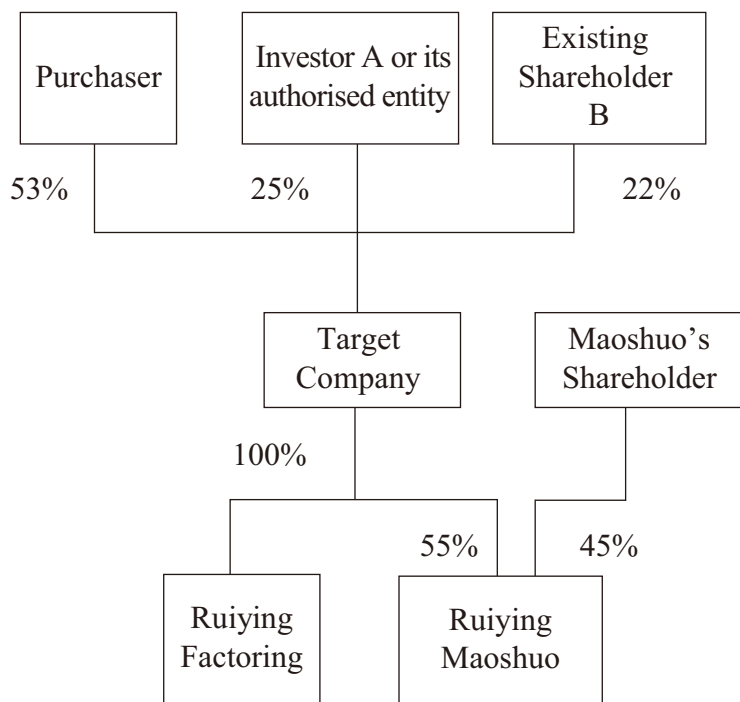 Purchaser
Investor A or its
authorised entity
Existing
Shareholder
B
53%
25%
22%
Target
Company
Maoshuo’s
Shareholder
100%
55%
45%
Ruiying
Factoring
Ruiying
Maoshuo